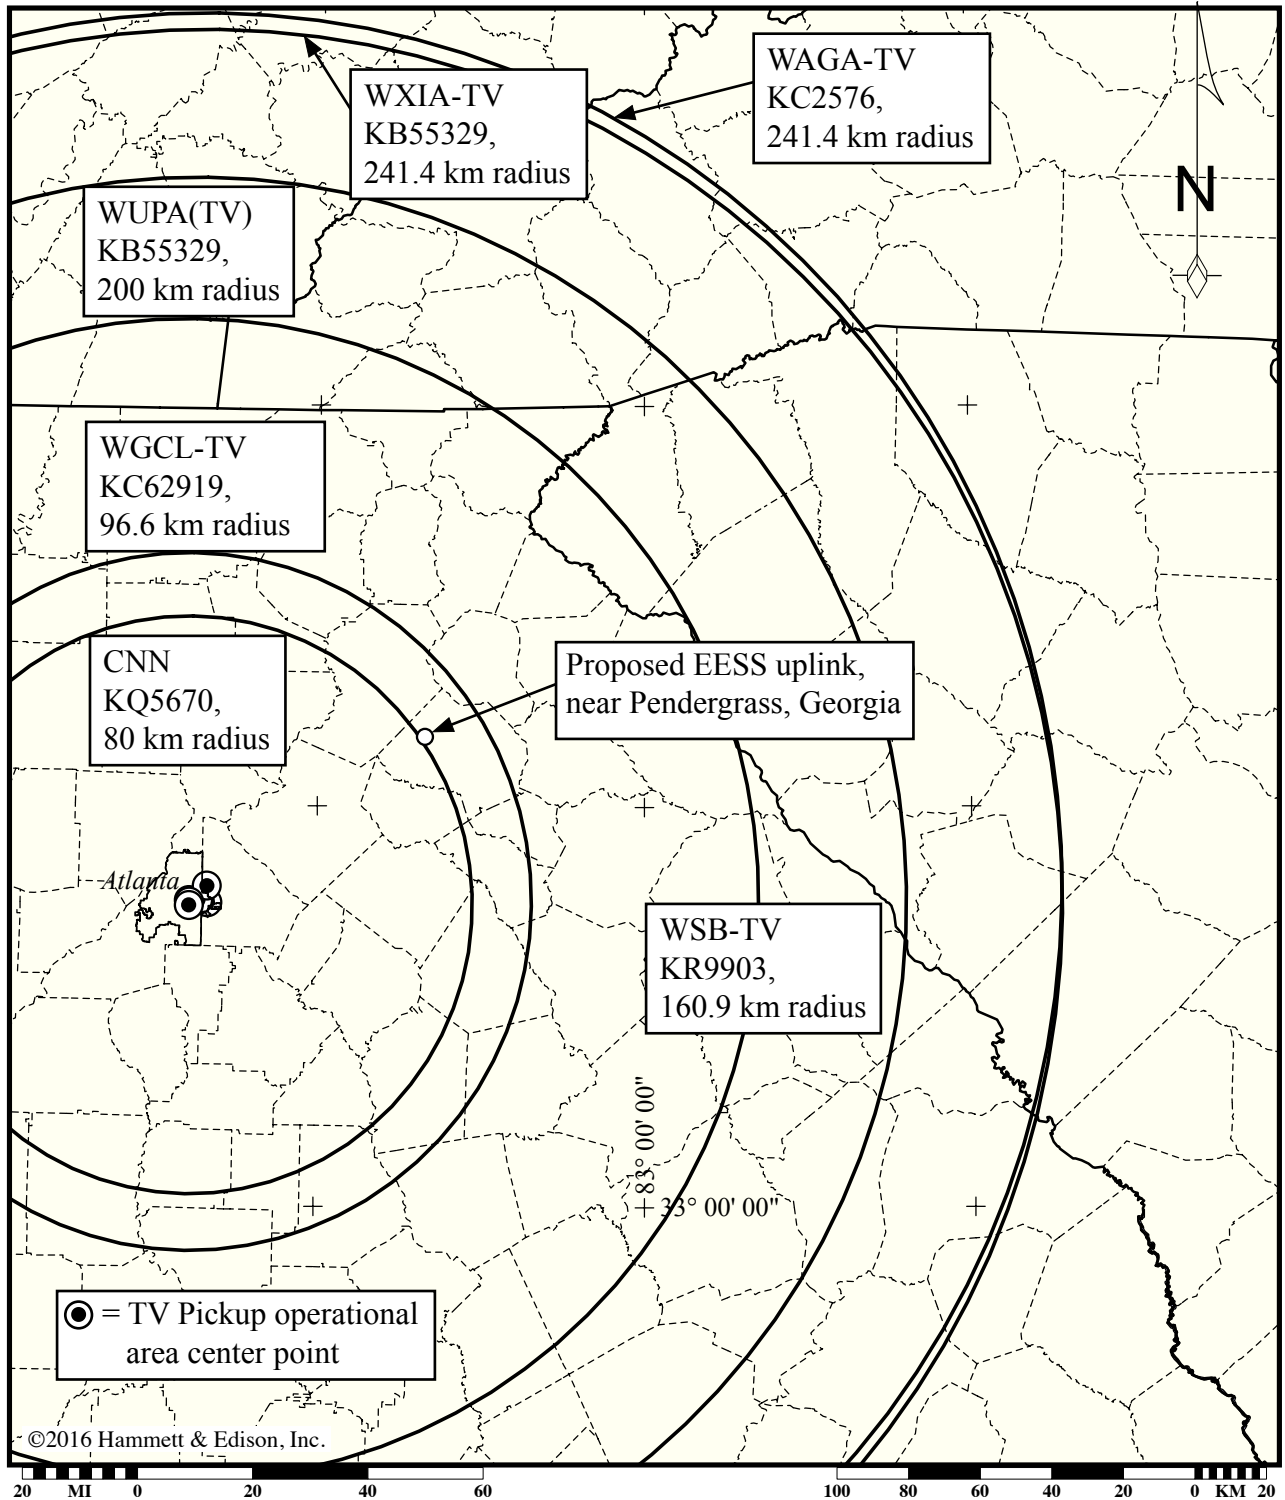 WXIA-TV
KB55329,
241.4 km radius
WAGA-TV
KC2576,
241.4 km radius
N
WUPA(TV)
KB55329,
200 km radius
WGCL-TV
KC62919,
96.6 km radius
CNN
KQ5670,
80 km radius
Proposed EESS uplink,
near Pendergrass, Georgia
Atlanta
WSB-TV
KR9903,
160.9 km radius
83° 00' 00"
33° 00' 00"
= TV Pickup operational
area center point
©2016 Hammett & Edison, Inc.
20 MI 0 20 40 60
100 80 60 40 20 0 KM 20